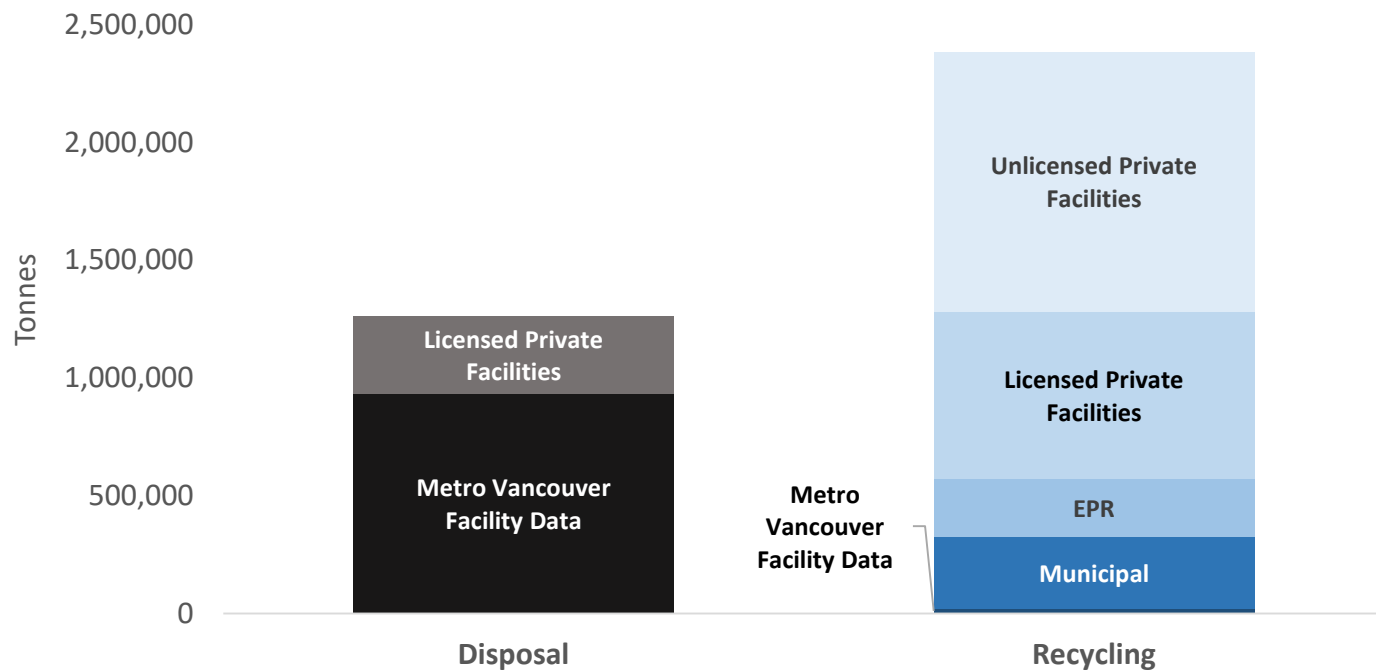 2,500,000
2,000,000
1,500,000
1,000,000
500,000
0
Tonnes
Licensed Private
Facilities
Metro Vancouver
Facility Data
Unlicensed Private
Facilities
Licensed Private
Facilities
EPR
Municipal
Metro
Vancouver
Facility Data
Disposal
Recycling